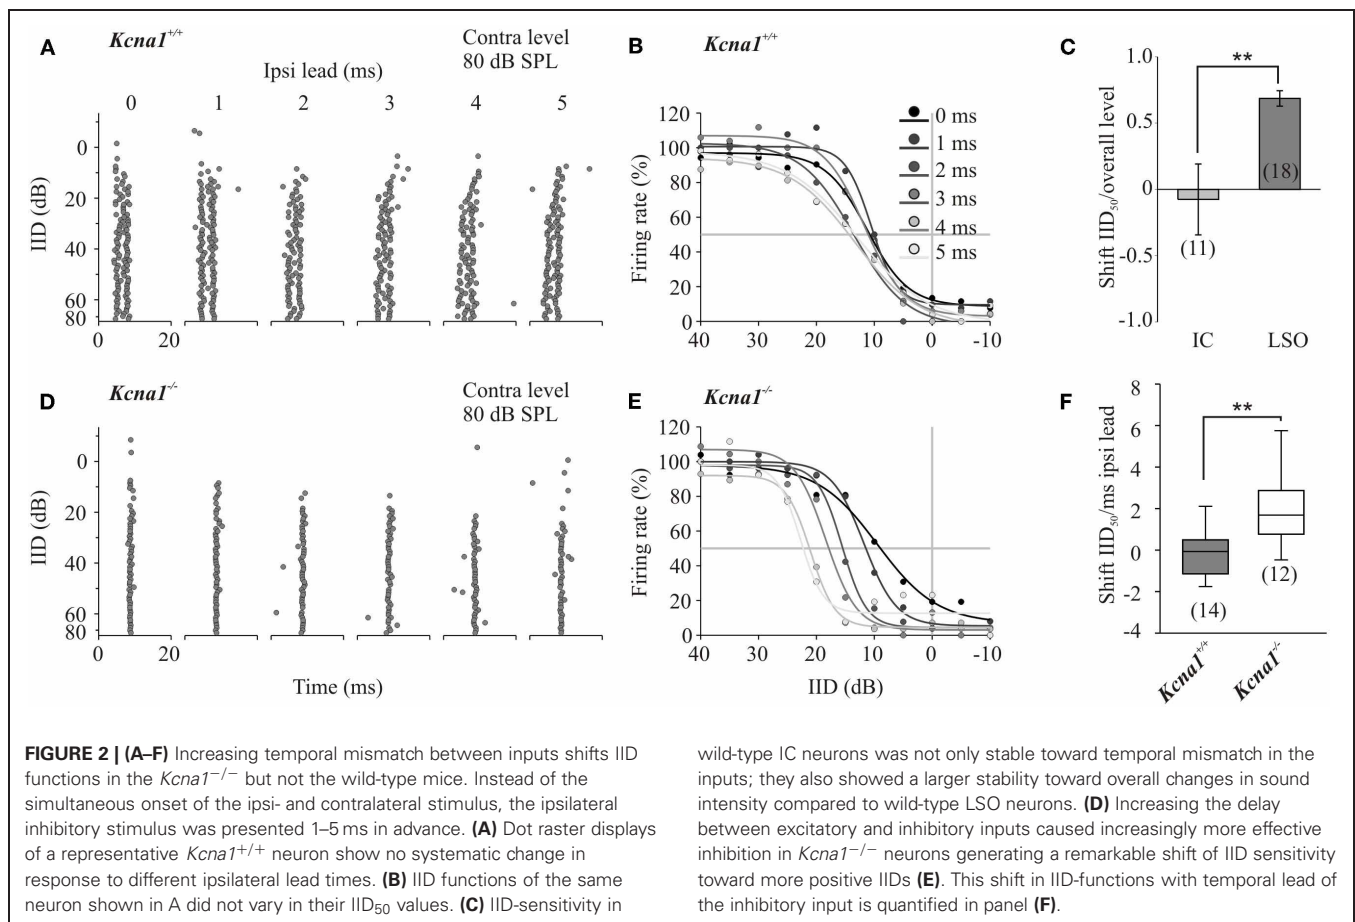 A
Kcna1+/+
Contra level
80 dB SPL
Ipsi lead (ms)
0 1 2 3 4 5
IID (dB)
0
20
40
60
80
0 20
B
Kcna1+/+
Firing rate (%)
120
100
80
60
40
20
0
40 30 20 10 0 -10
0 ms
1 ms
2 ms
3 ms
4 ms
5 ms
C
Shift IID50/overall level
1.0
0.5
0
-0.5
-1.0
**
(11)
(18)
IC LSO
D
Kcna1-/-
Contra level
80 dB SPL
IID (dB)
0
20
40
60
80
0 20
Time (ms)
E
Kcna1-/-
Firing rate (%)
120
100
80
60
40
20
0
40 30 20 10 0 -10
IID (dB)
F
Shift IID50/ms ipsi lead
8
6
4
2
0
-2
-4
**
(14)
(12)
Kcna1+/+
Kcna1-/-
FIGURE 2 | (A–F) Increasing temporal mismatch between inputs shifts IID
functions in the Kcna1−/− but not the wild-type mice. Instead of the
simultaneous onset of the ipsi- and contralateral stimulus, the ipsilateral
inhibitory stimulus was presented 1–5 ms in advance. (A) Dot raster displays
of a representative Kcna1+/+ neuron show no systematic change in
response to different ipsilateral lead times. (B) IID functions of the same
neuron shown in A did not vary in their IID50 values. (C) IID-sensitivity in
wild-type IC neurons was not only stable toward temporal mismatch in the
inputs; they also showed a larger stability toward overall changes in sound
intensity compared to wild-type LSO neurons. (D) Increasing the delay
between excitatory and inhibitory inputs caused increasingly more effective
inhibition in Kcna1−/− neurons generating a remarkable shift of IID sensitivity
toward more positive IIDs (E). This shift in IID-functions with temporal lead of
the inhibitory input is quantified in panel (F).